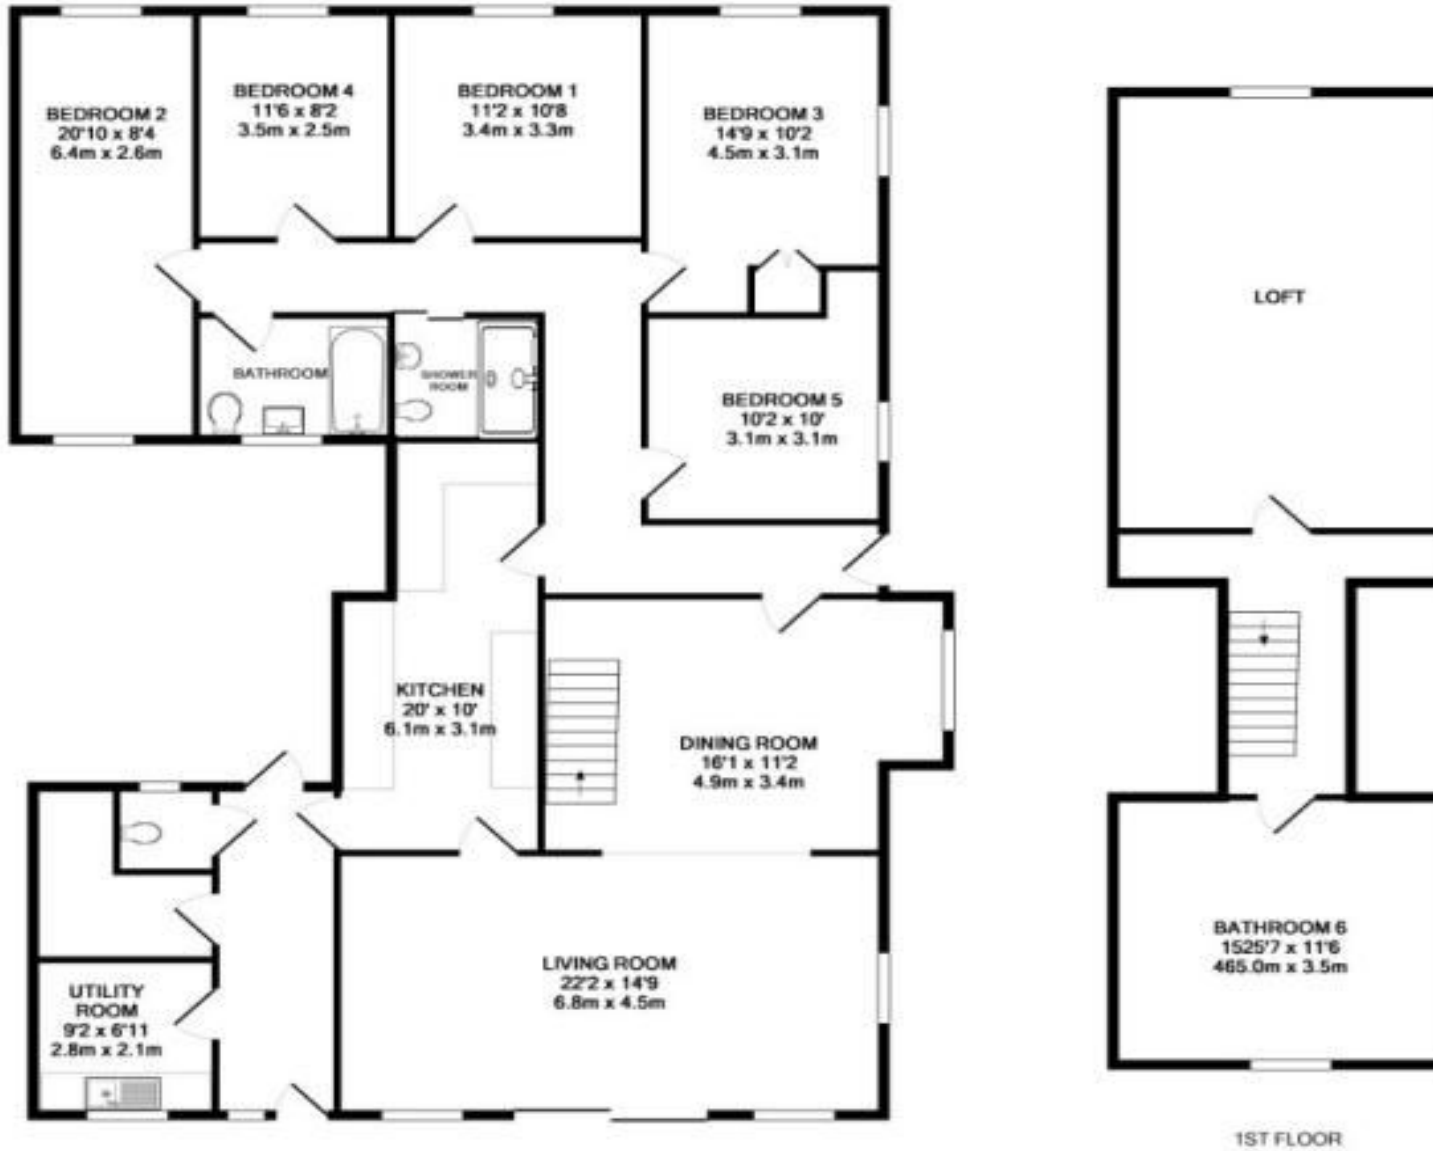 BEDROOM 2
20'10 x 8'4
6.4m x 2.6m
BEDROOM 4
11'6 x 8'2
3.5m x 2.5m
BEDROOM 1
11'2 x 10'8
3.4m x 3.3m
BEDROOM 3
14'9 x 10'2
4.5m x 3.1m
BATHROOM
SHOWER
ROOM
BEDROOM 5
10'2 x 10'
3.1m x 3.1m
KITCHEN
20' x 10'
6.1m x 3.1m
DINING ROOM
16'1 x 11'2
4.9m x 3.4m
LIVING ROOM
22'2 x 14'9
6.8m x 4.5m
UTILITY
ROOM
9'2 x 6'11
2.8m x 2.1m
LOFT
BATHROOM 6
1525'7 x 11'6
465.0m x 3.5m
1ST FLOOR